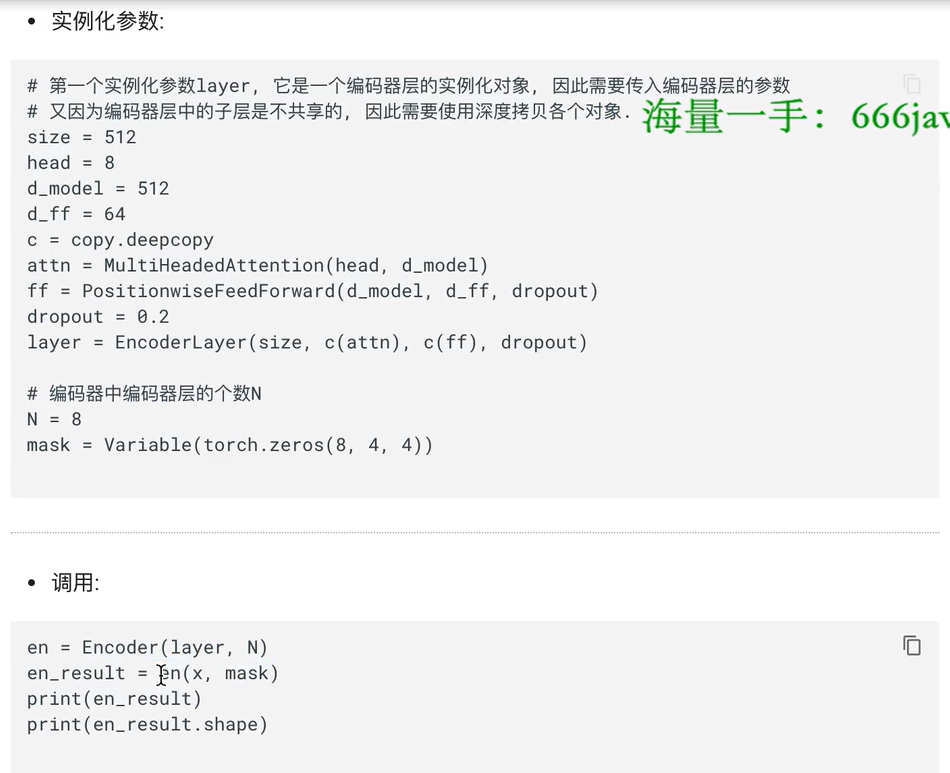 • 实例化参数:
# 第一个实例化参数layer, 它是一个编码器层的实例化对象, 因此需要传入编码器层的参数
# 又因为编码器层中的子层是不共享的, 因此需要使用深度拷贝各个对象.
海量一手：666jav
size = 512
head = 8
d_model = 512
d_ff = 64
c = copy.deepcopy
attn = MultiHeadedAttention(head, d_model)
ff = PositionwiseFeedForward(d_model, d_ff, dropout)
dropout = 0.2
layer = EncoderLayer(size, c(attn), c(ff), dropout)
# 编码器中编码器层的个数N
N = 8
mask = Variable(torch.zeros(8, 4, 4))
• 调用:
en = Encoder(layer, N)
en_result = en(x, mask)
print(en_result)
print(en_result.shape)